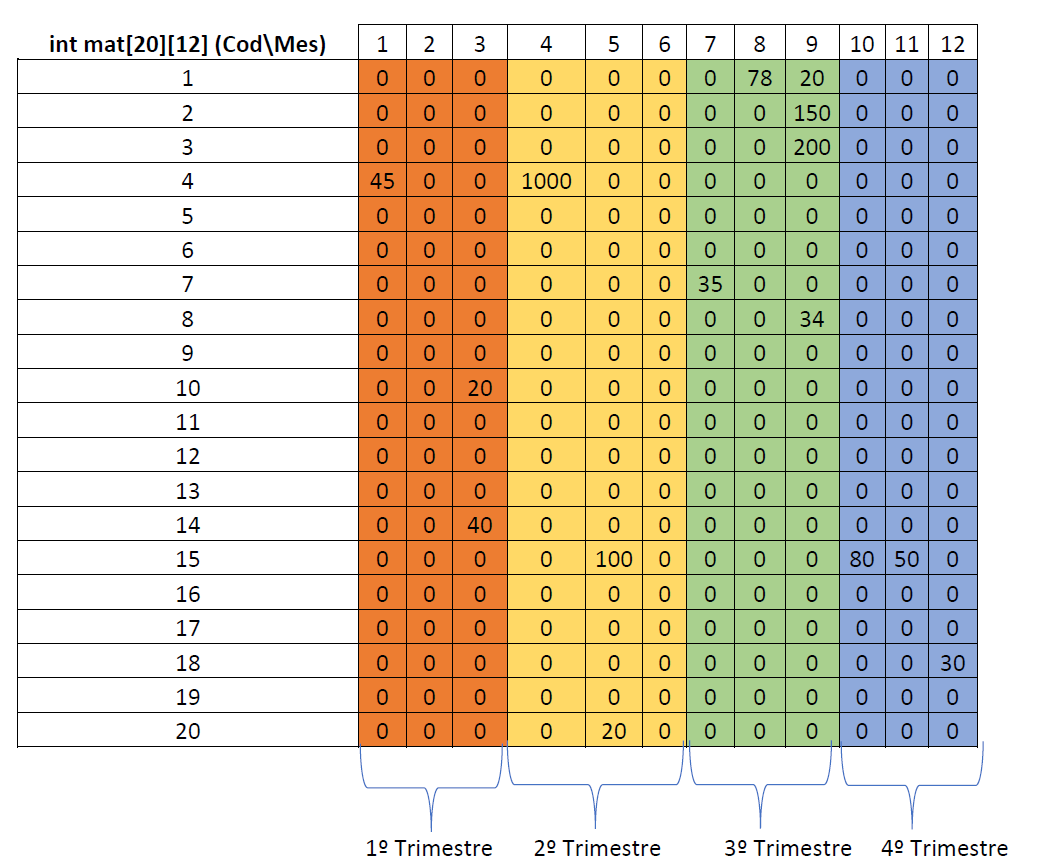 int mat[20][12] (Cod\Mes) 1 2 3 4 5 6 7 8 9 10 11 12
1 0 0 0 0 0 0 0 78 20 0 0 0
2 0 0 0 0 0 0 0 0 150 0 0 0
3 0 0 0 0 0 0 0 0 200 0 0 0
4 45 0 0 1000 0 0 0 0 0 0 0 0
5 0 0 0 0 0 0 0 0 0 0 0 0
6 0 0 0 0 0 0 0 0 0 0 0 0
7 0 0 0 0 0 0 35 0 0 0 0 0
8 0 0 0 0 0 0 0 0 34 0 0 0
9 0 0 0 0 0 0 0 0 0 0 0 0
10 0 0 20 0 0 0 0 0 0 0 0 0
11 0 0 0 0 0 0 0 0 0 0 0 0
12 0 0 0 0 0 0 0 0 0 0 0 0
13 0 0 0 0 0 0 0 0 0 0 0 0
14 0 0 40 0 0 0 0 0 0 0 0 0
15 0 0 0 0 100 0 0 0 0 80 50 0
16 0 0 0 0 0 0 0 0 0 0 0 0
17 0 0 0 0 0 0 0 0 0 0 0 0
18 0 0 0 0 0 0 0 0 0 0 0 30
19 0 0 0 0 0 0 0 0 0 0 0 0
20 0 0 0 0 20 0 0 0 0 0 0 0
1º Trimestre 2º Trimestre 3º Trimestre 4º Trimestre